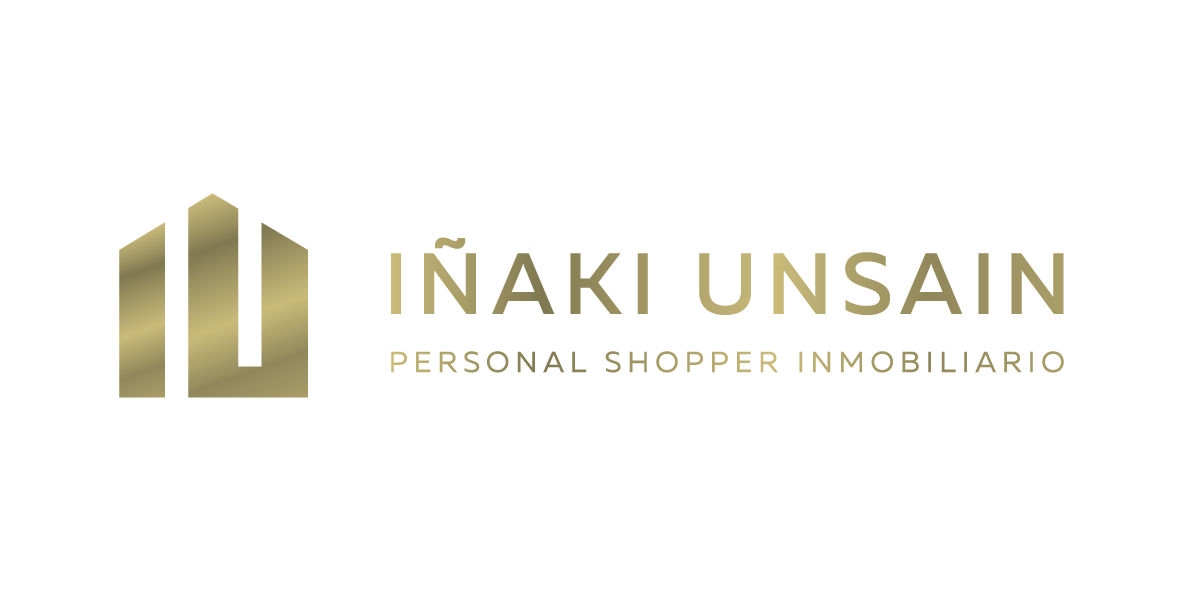 IÑAKI UNSAIN
PERSONAL SHOPPER INMOBILIARIO